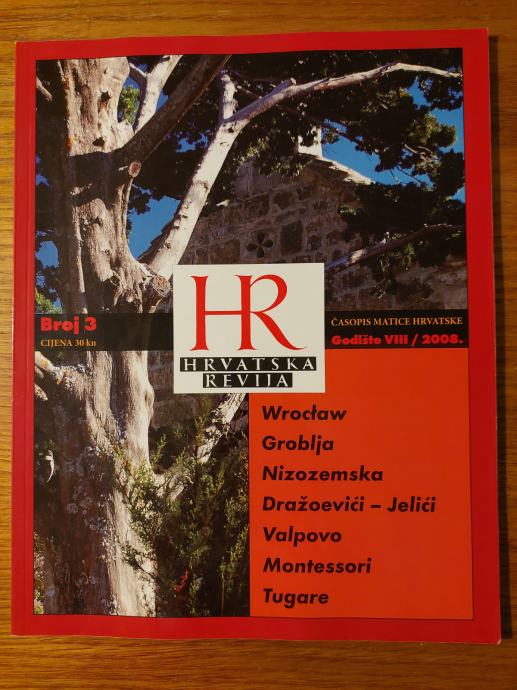 HR
HRVATSKA
REVIJA
Broj 3
CIJENA 30 kn
ČASOPIS MATICE HRVATSKE
Godište VIII / 2008.
Wrocław
Groblja
Nizozemska
Dražoevići – Jelići
Valpovo
Montessori
Tugare